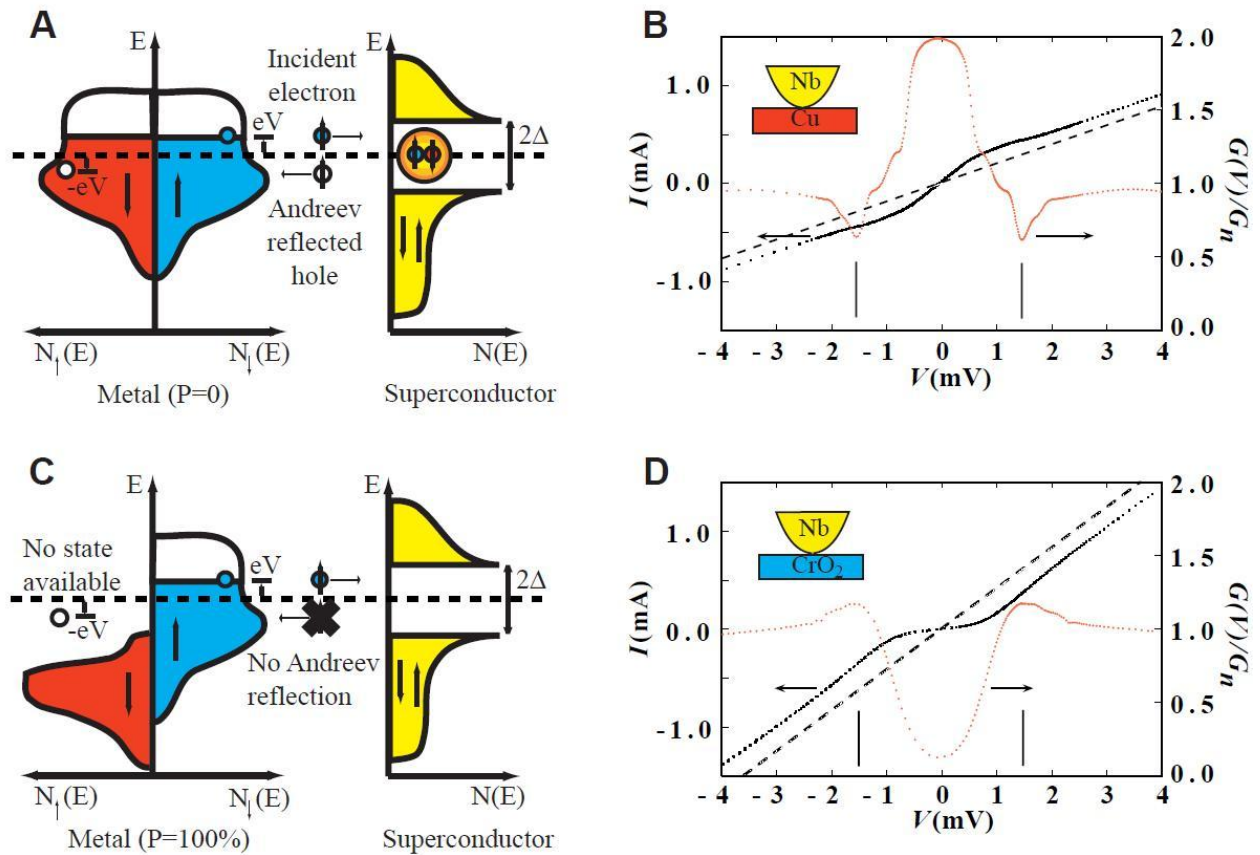 A
E
Incident
electron
eV
-eV
Andreev
reflected
hole
E
2Δ
N↑(E)
N↓(E)
N(E)
Metal (P=0)
Superconductor
B
Nb
Cu
I(mA)
1.0
0.0
-1.0
2.0
1.5
1.0
0.5
0.0
G(V)/Gn
- 4 - 3 - 2 -1 0 1 2 3 4
V(mV)
C
E
No state
available
eV
-eV
No Andreev
reflection
E
2Δ
N↑(E)
N↓(E)
N(E)
Metal (P=100%)
Superconductor
D
Nb
CrO₂
I(mA)
1.0
0.0
-1.0
2.0
1.5
1.0
0.5
0.0
G(V)/Gn
- 4 - 3 - 2 -1 0 1 2 3 4
V(mV)